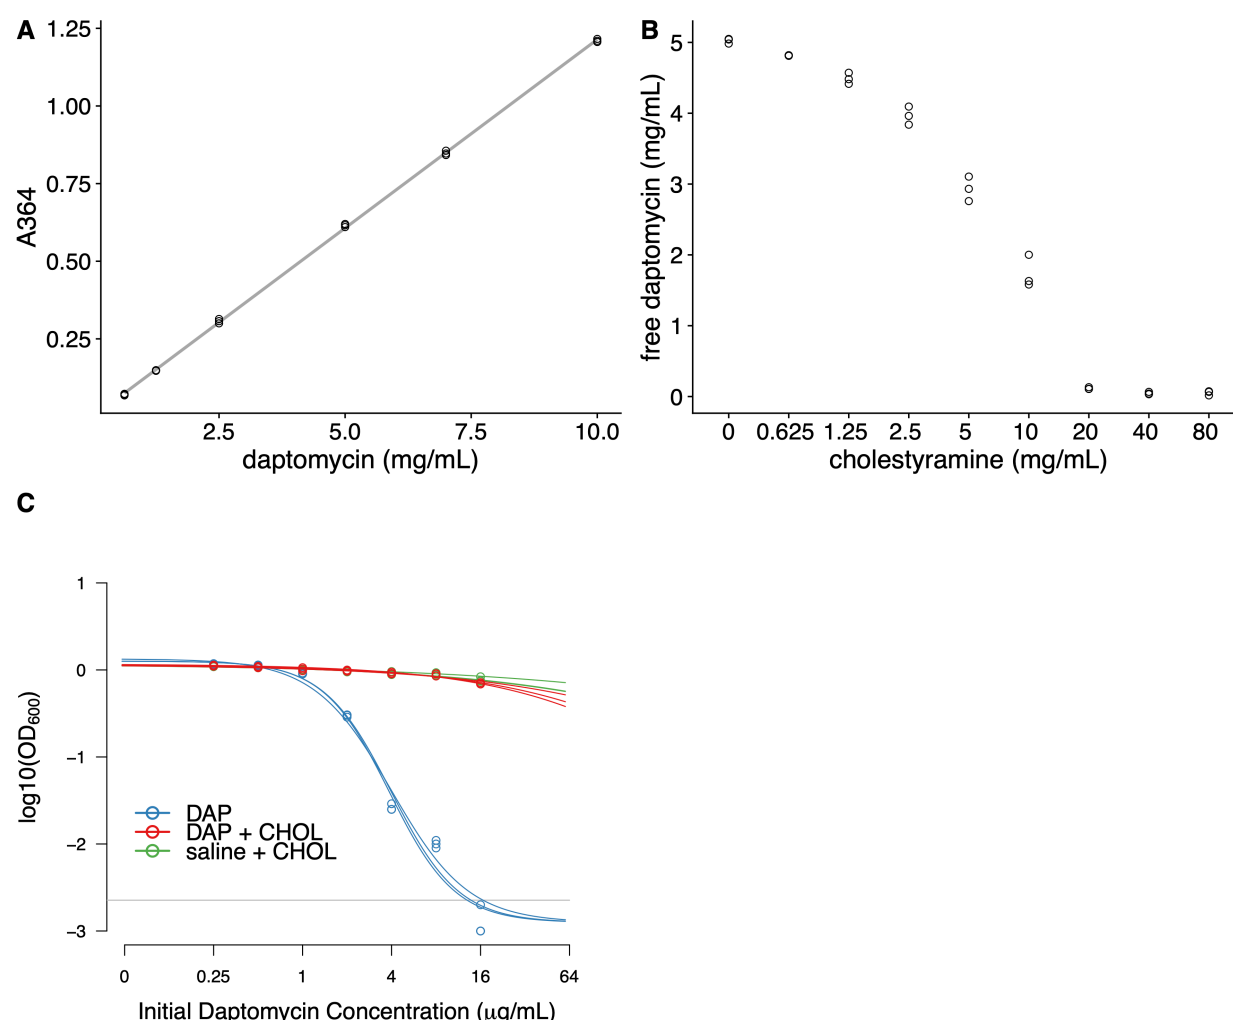 A
1.25
1.00
0.75
0.50
0.25
A364
2.5 5.0 7.5 10.0
daptomycin (mg/mL)
B
5
4
3
2
1
0
free daptomycin (mg/mL)
0 0.625 1.25 2.5 5 10 20 40 80
cholestyramine (mg/mL)
C
1
0
−1
−2
−3
log10(OD600)
DAP
DAP + CHOL
saline + CHOL
0 0.25 1 4 16 64
Initial Daptomycin Concentration (μg/mL)